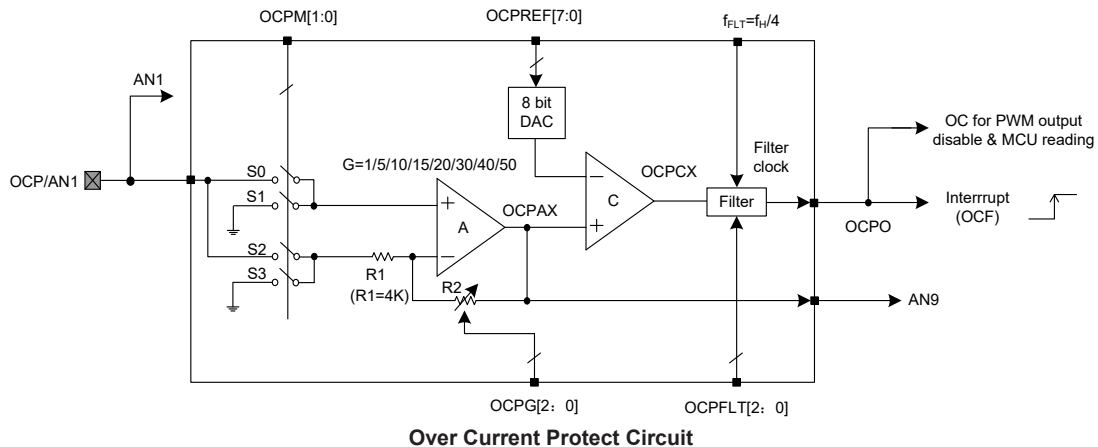 OCPM[1:0]
OCPREF[7:0]
fFLT=fH/4
AN1
8 bit
DAC
OC for PWM output
disable & MCU reading
Filter
clock
G=1/5/10/15/20/30/40/50
OCP/AN1
S0
S1
S2
S3
+
−
A
OCPAX
−
+
C
OCPCX
Filter
OCPO
Interrrupt
(OCF)
R1
(R1=4K)
R2
AN9
OCPG[2：0]
OCPFLT[2：0]
Over Current Protect Circuit